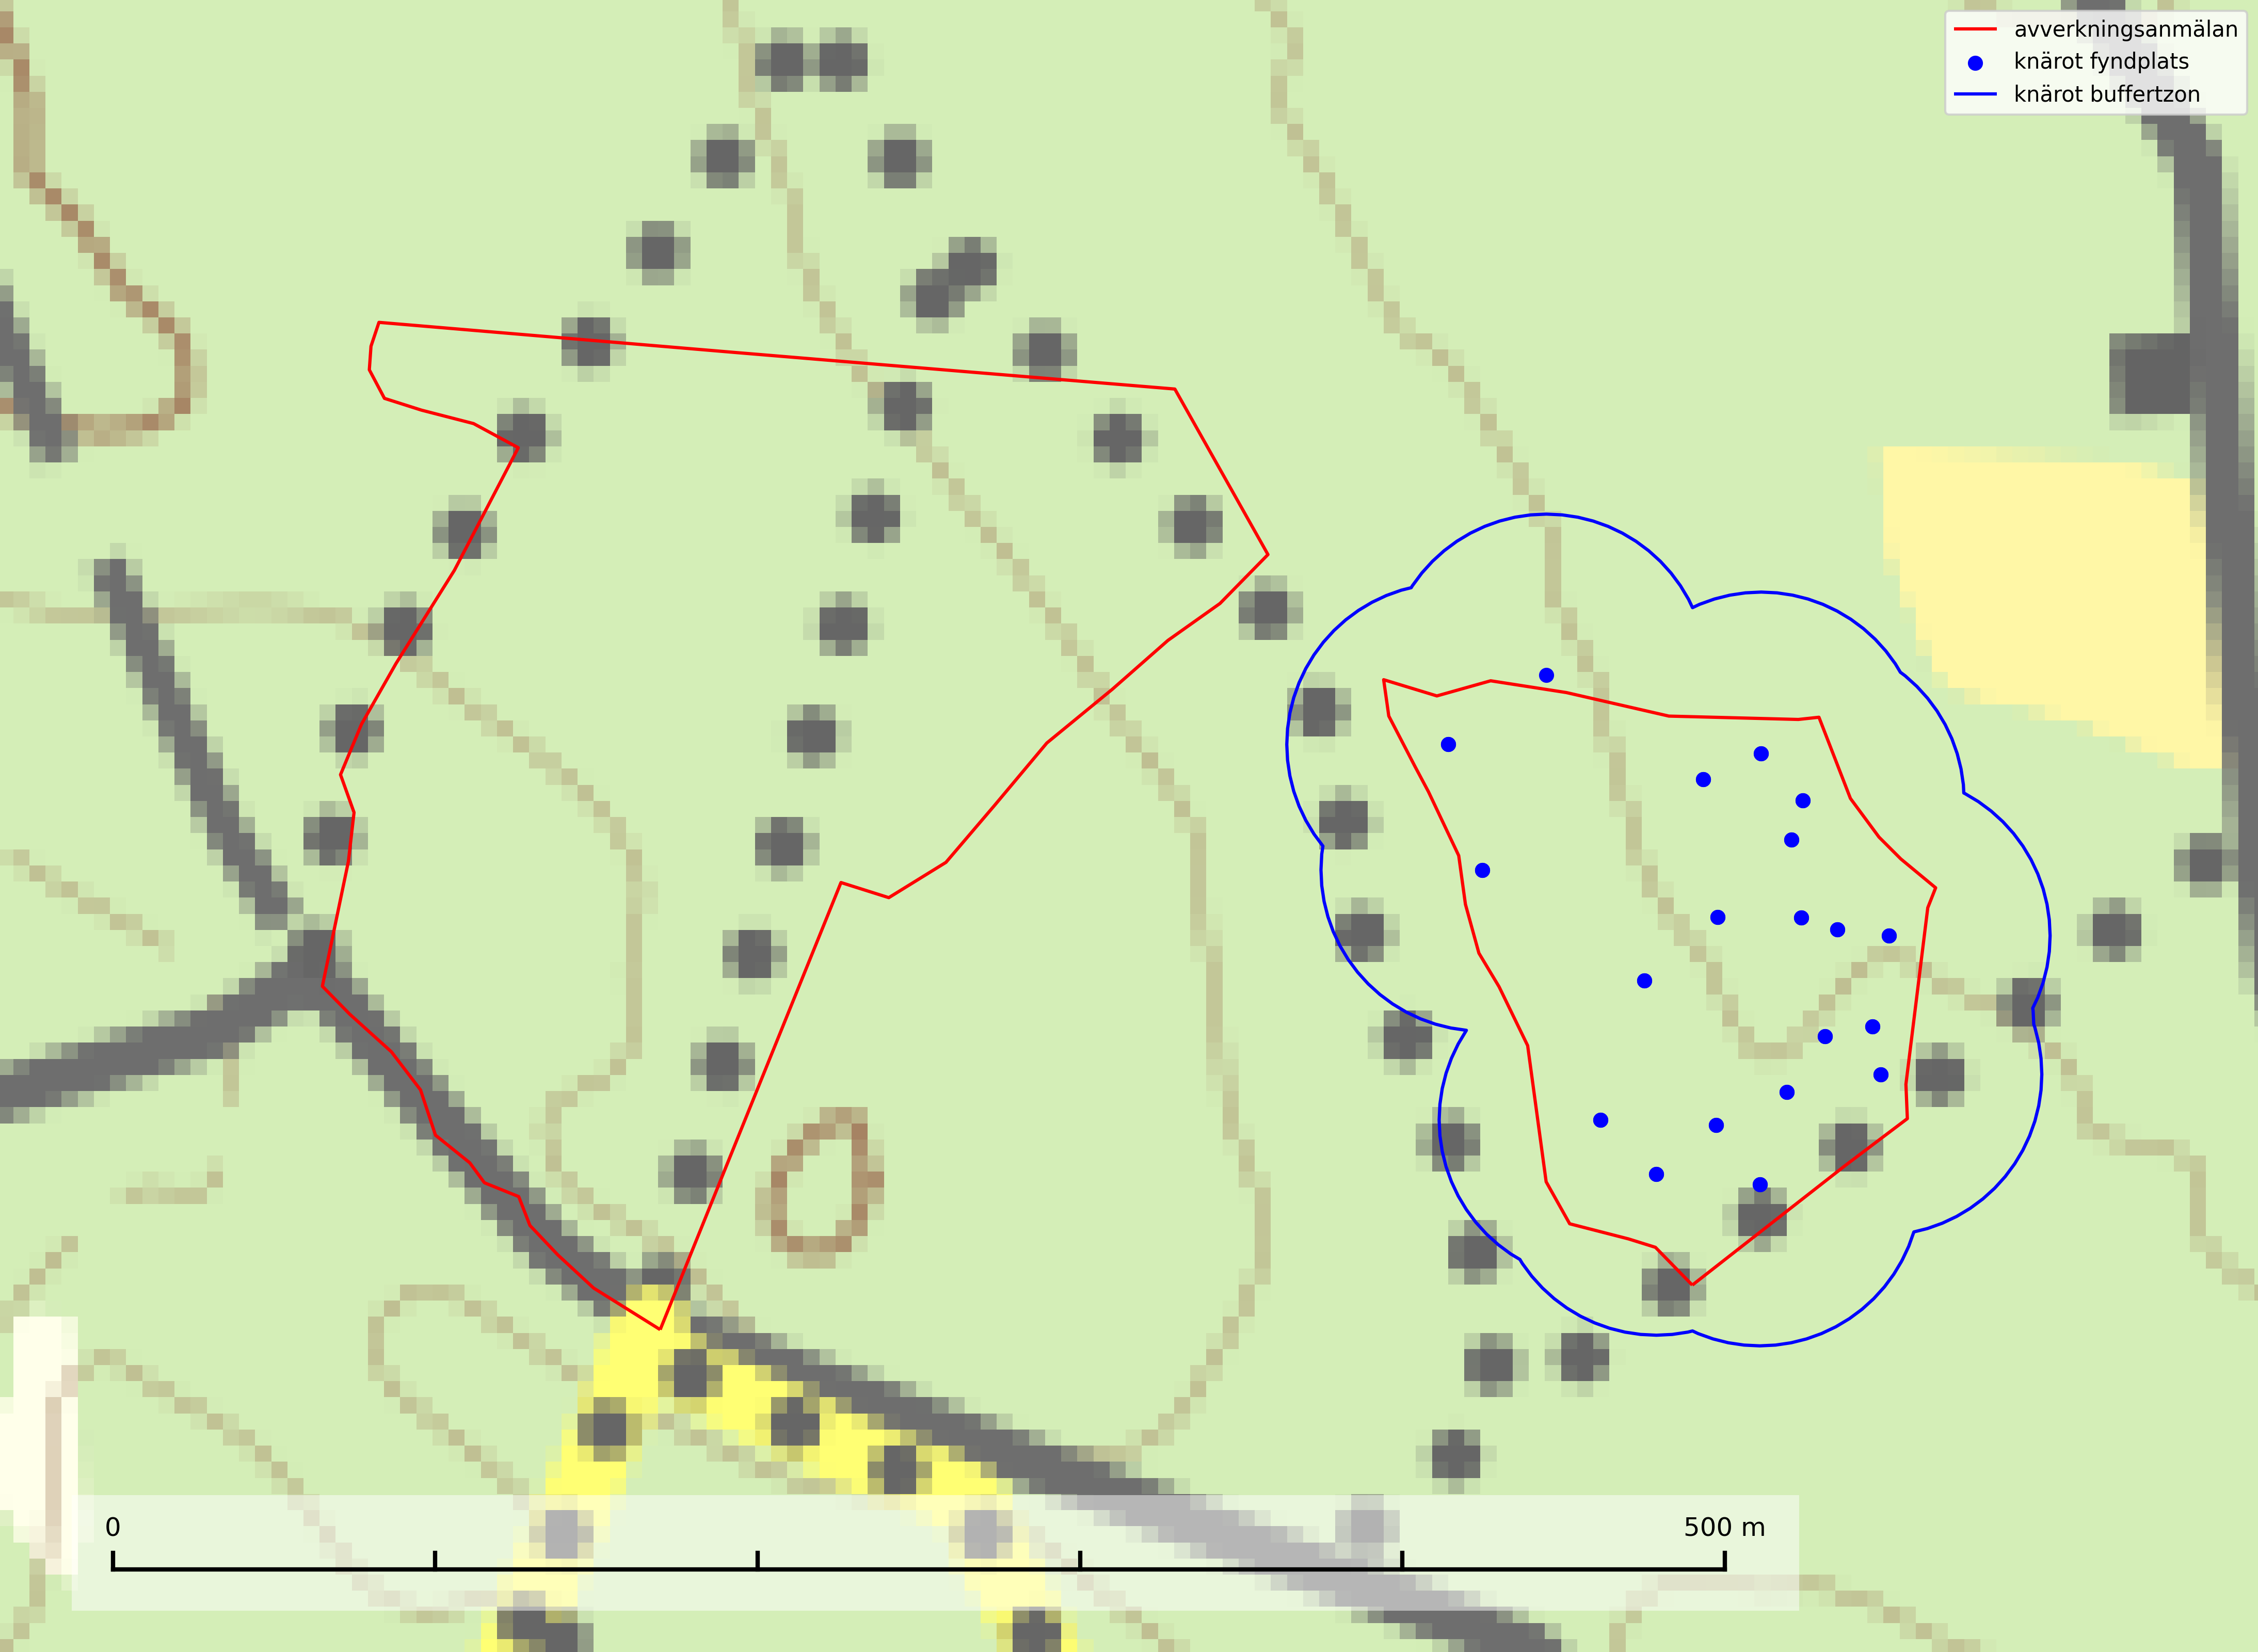 avverkningsanmälan
knärot fyndplats
knärot buffertzon
0
500 m